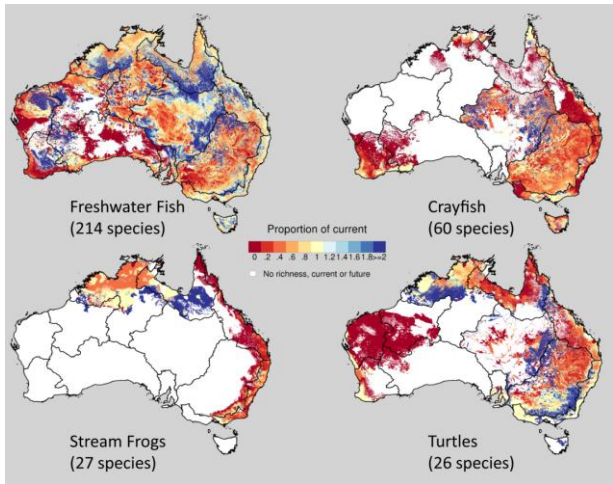 Freshwater Fish
(214 species)
Crayfish
(60 species)
Proportion of current
0 .2 .4 .6 .8 1 1.2 1.4 1.6 1.8>=2
No richness, current or future
Stream Frogs
(27 species)
Turtles
(26 species)